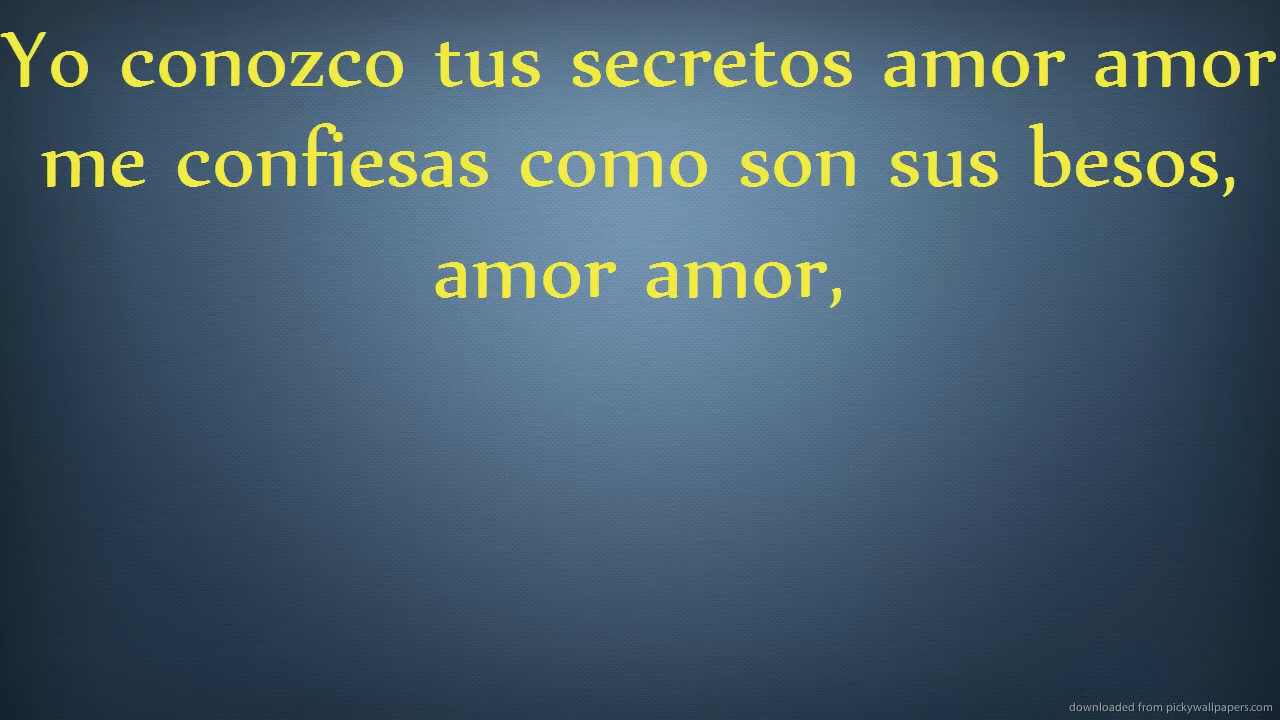 Yo conozco tus secretos amor amor
me confiesas como son sus besos,
amor amor,
downloaded from pickywallpapers.com